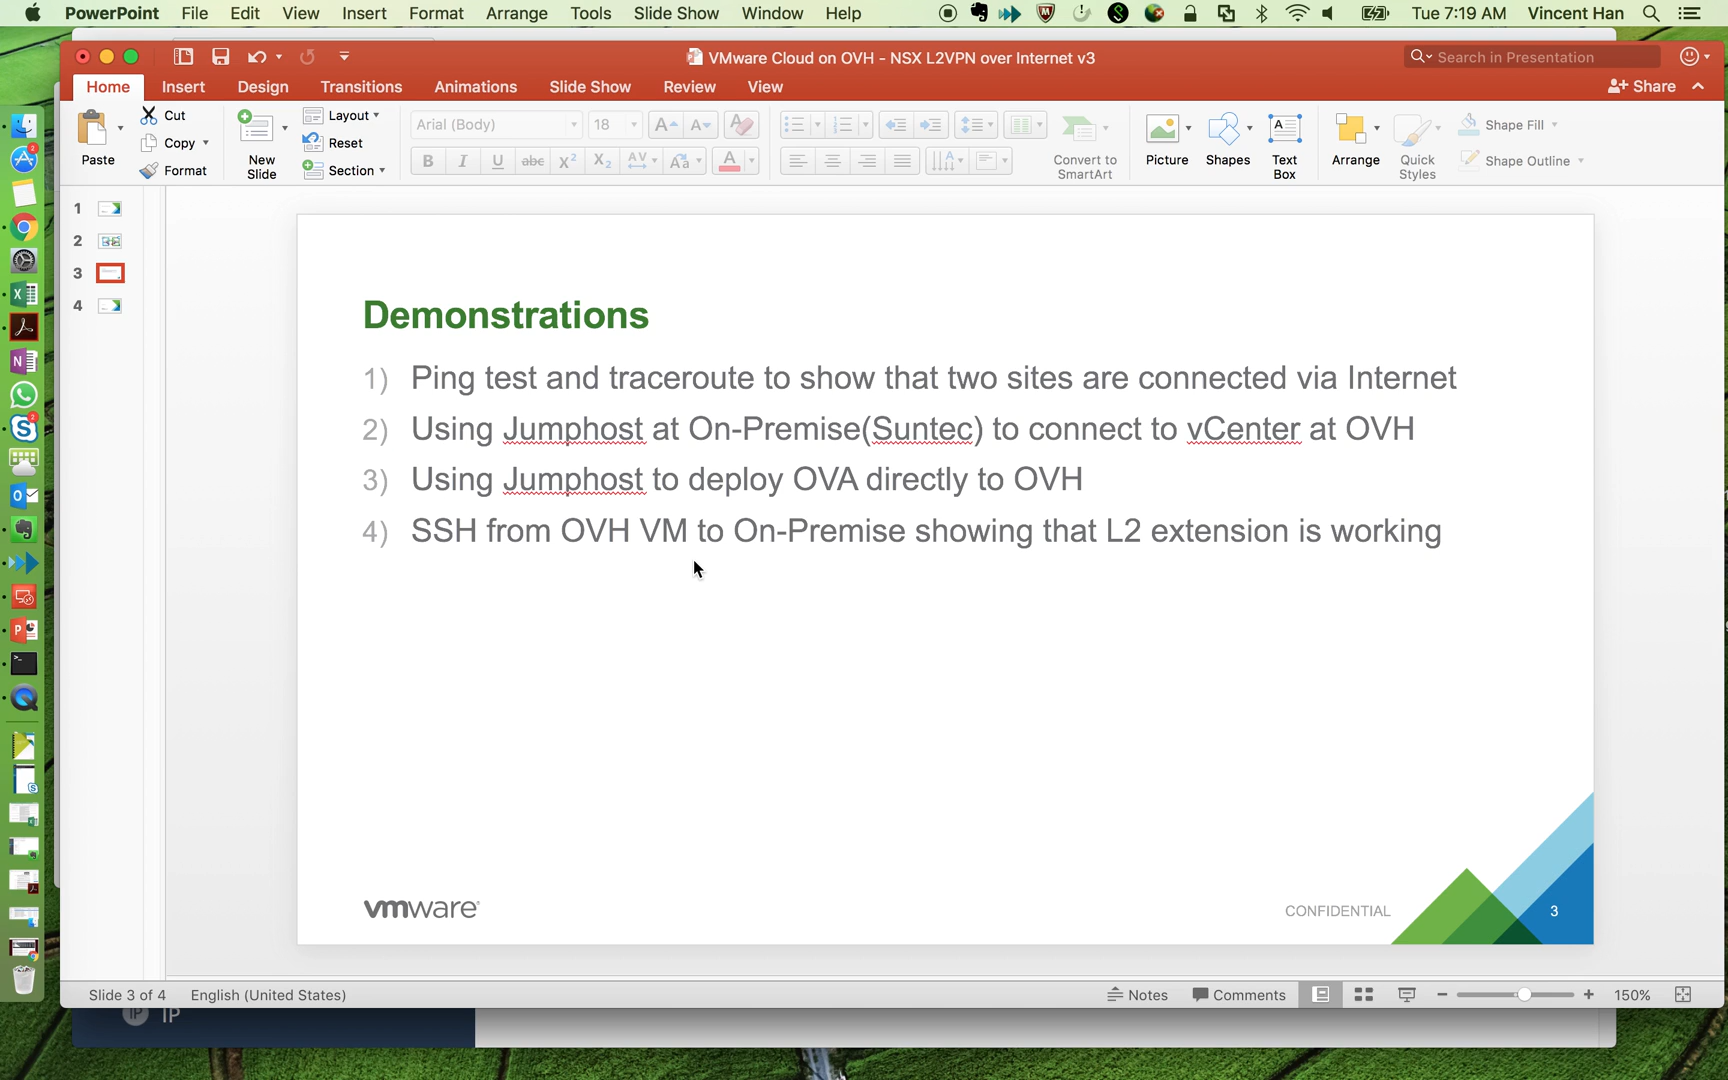 PowerPoint File Edit View Insert Format Arrange Tools Slide Show Window Help Tue 7:19 AM Vincent Han
VMware Cloud on OVH - NSX L2VPN over Internet v3
Search in Presentation
Home Insert Design Transitions Animations Slide Show Review View
Share
Paste
Cut
Copy
Format
New
Slide
Layout
Reset
Section
Arial (Body)
18
Convert to
SmartArt
Picture
Shapes
Text
Box
Arrange
Quick
Styles
Shape Fill
Shape Outline
1
2
3
4
Demonstrations
1) Ping test and traceroute to show that two sites are connected via Internet
2) Using Jumphost at On-Premise(Suntec) to connect to vCenter at OVH
3) Using Jumphost to deploy OVA directly to OVH
4) SSH from OVH VM to On-Premise showing that L2 extension is working
vmware
CONFIDENTIAL
3
Slide 3 of 4
English (United States)
Notes
Comments
150%
IP IP